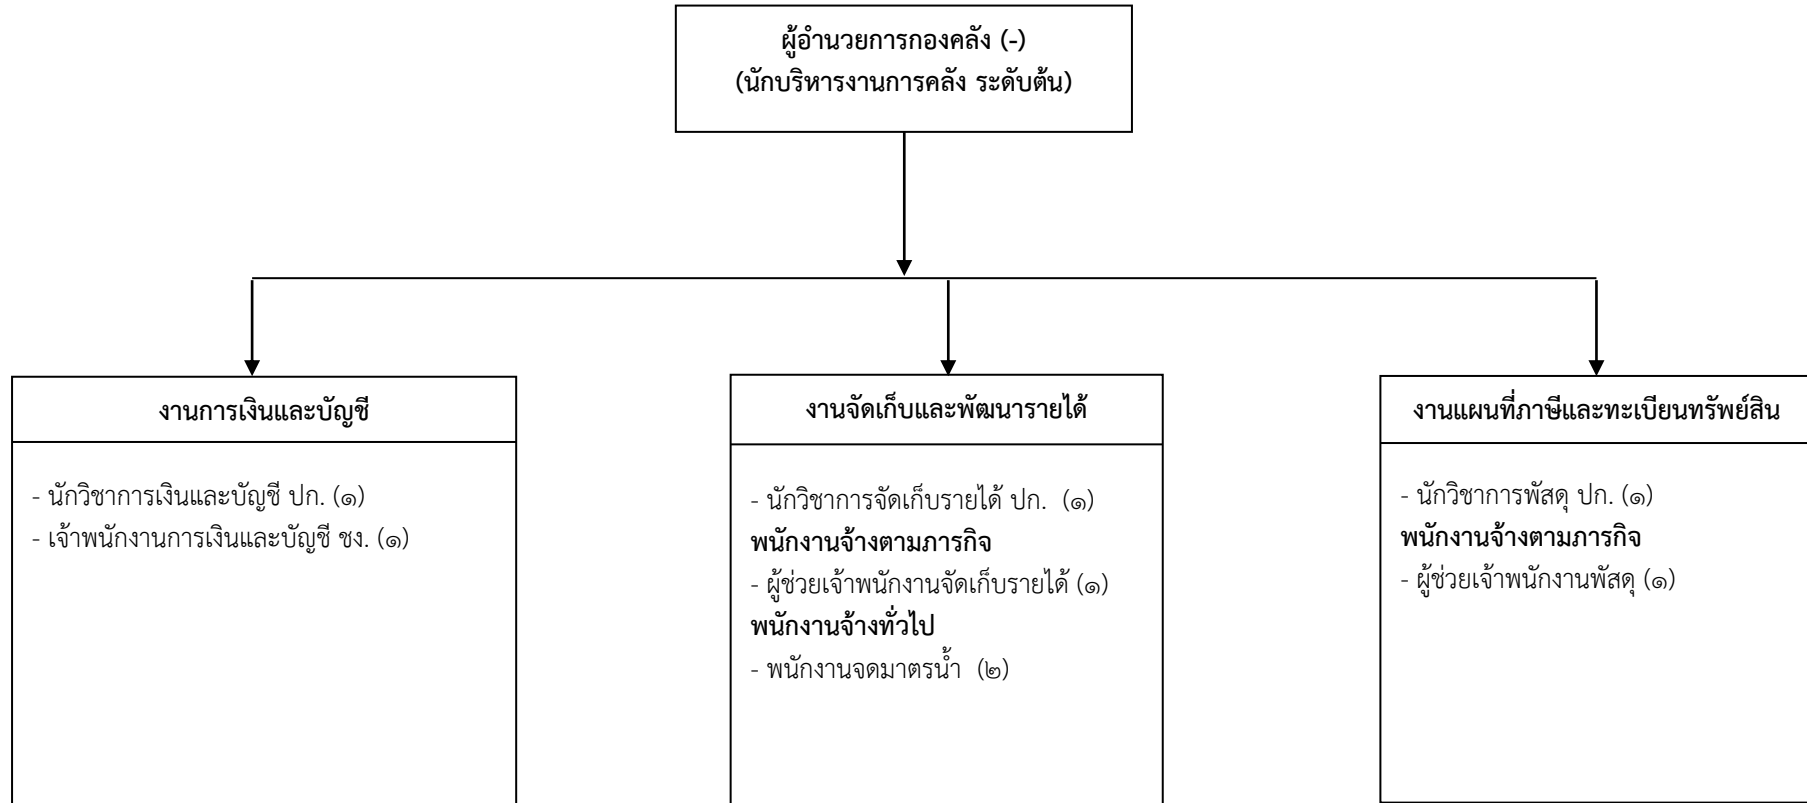 ผู้อำนวยการกองคลัง (-)
(นักบริหารงานการคลัง ระดับต้น)
งานการเงินและบัญชี
- นักวิชาการเงินและบัญชี ปก. (๑)
- เจ้าพนักงานการเงินและบัญชี ชง. (๑)
งานจัดเก็บและพัฒนารายได้
- นักวิชาการจัดเก็บรายได้ ปก. (๑)
พนักงานจ้างตามภารกิจ
- ผู้ช่วยเจ้าพนักงานจัดเก็บรายได้ (๑)
พนักงานจ้างทั่วไป
- พนักงานจดมาตรน้ำ (๒)
งานแผนที่ภาษีและทะเบียนทรัพย์สิน
- นักวิชาการพัสดุ ปก. (๑)
พนักงานจ้างตามภารกิจ
- ผู้ช่วยเจ้าพนักงานพัสดุ (๑)